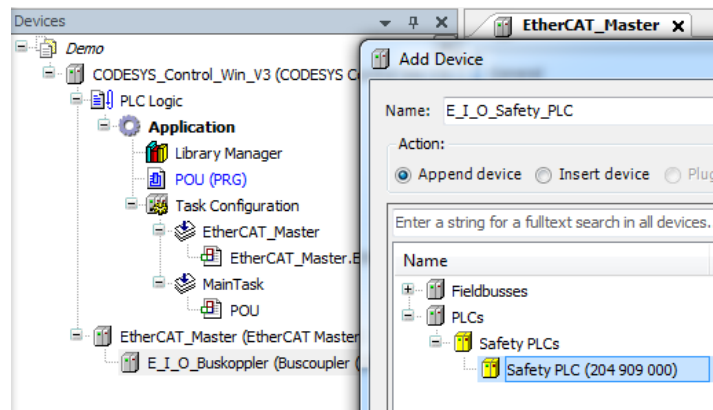 Devices
EtherCAT_Master
Demo
CODESYS_Control_Win_V3 (CODESYS
PLC Logic
Application
Library Manager
POU (PRG)
Task Configuration
EtherCAT_Master
EtherCAT_Master.E
MainTask
POU
EtherCAT_Master (EtherCAT Master
E_I_O_Buskoppler (Buscoupler (
Add Device
Name: E_I_O_Safety_PLC
Action:
Append device Insert device Plug
Enter a string for a fulltext search in all devices.
Name
Fieldbusses
PLCs
Safety PLCs
Safety PLC (204 909 000)